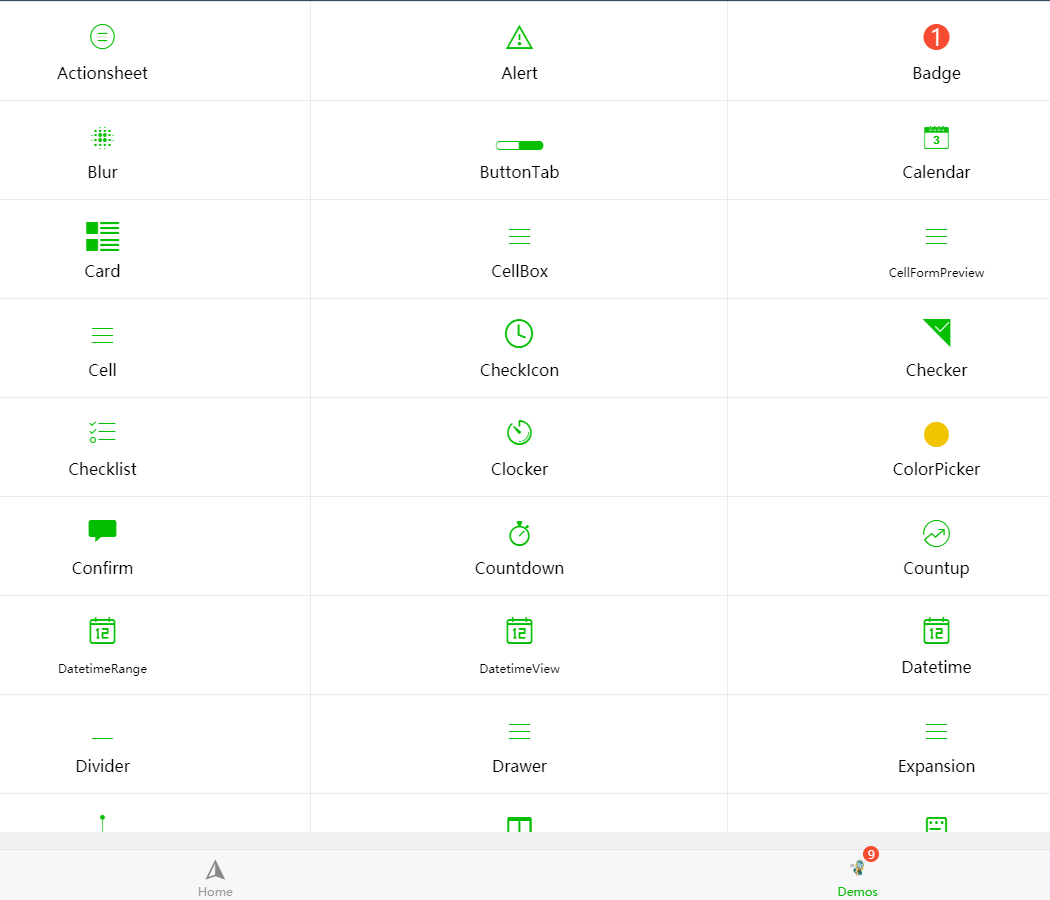 Actionsheet
Alert
1
Badge
Blur
ButtonTab
3
Calendar
Card
CellBox
CellFormPreview
Cell
CheckIcon
Checker
Checklist
Clocker
ColorPicker
Confirm
Countdown
Countup
12
DatetimeRange
12
DatetimeView
12
Datetime
Divider
Drawer
Expansion
Home
9
Demos